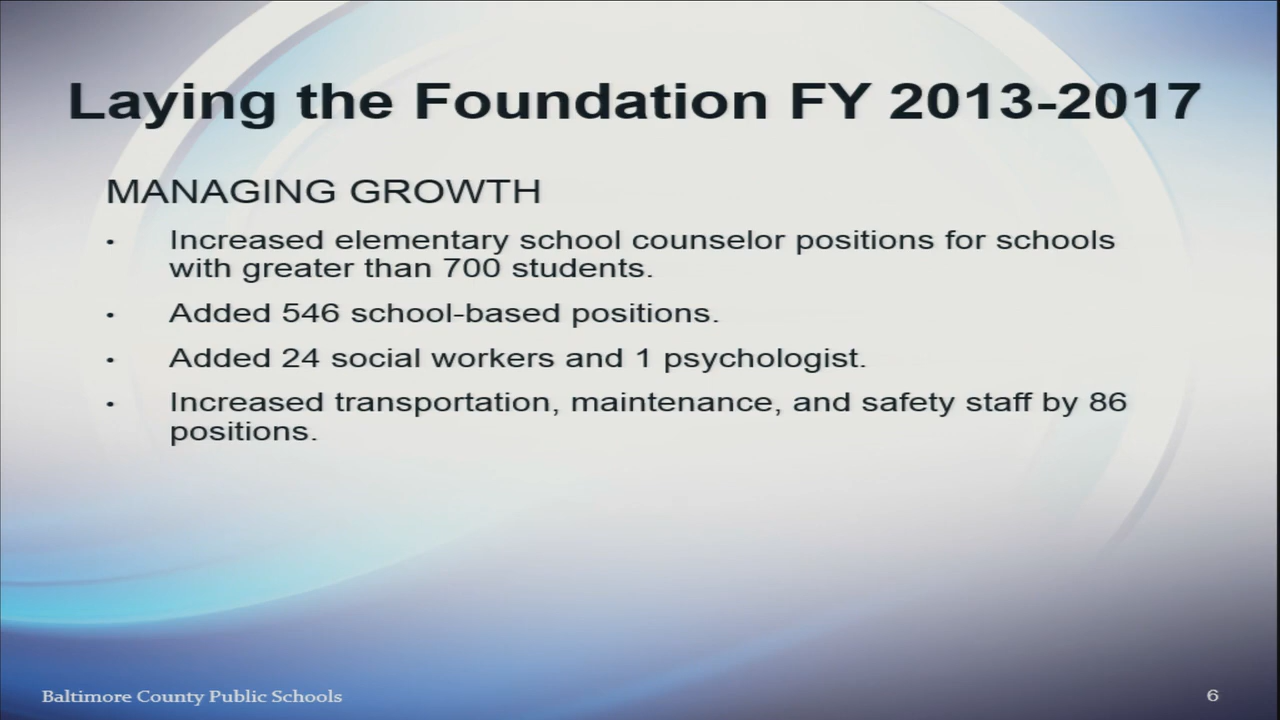 Laying the Foundation FY 2013-2017
MANAGING GROWTH
• Increased elementary school counselor positions for schools
with greater than 700 students.
• Added 546 school-based positions.
• Added 24 social workers and 1 psychologist.
• Increased transportation, maintenance, and safety staff by 86
positions.
Baltimore County Public Schools
6